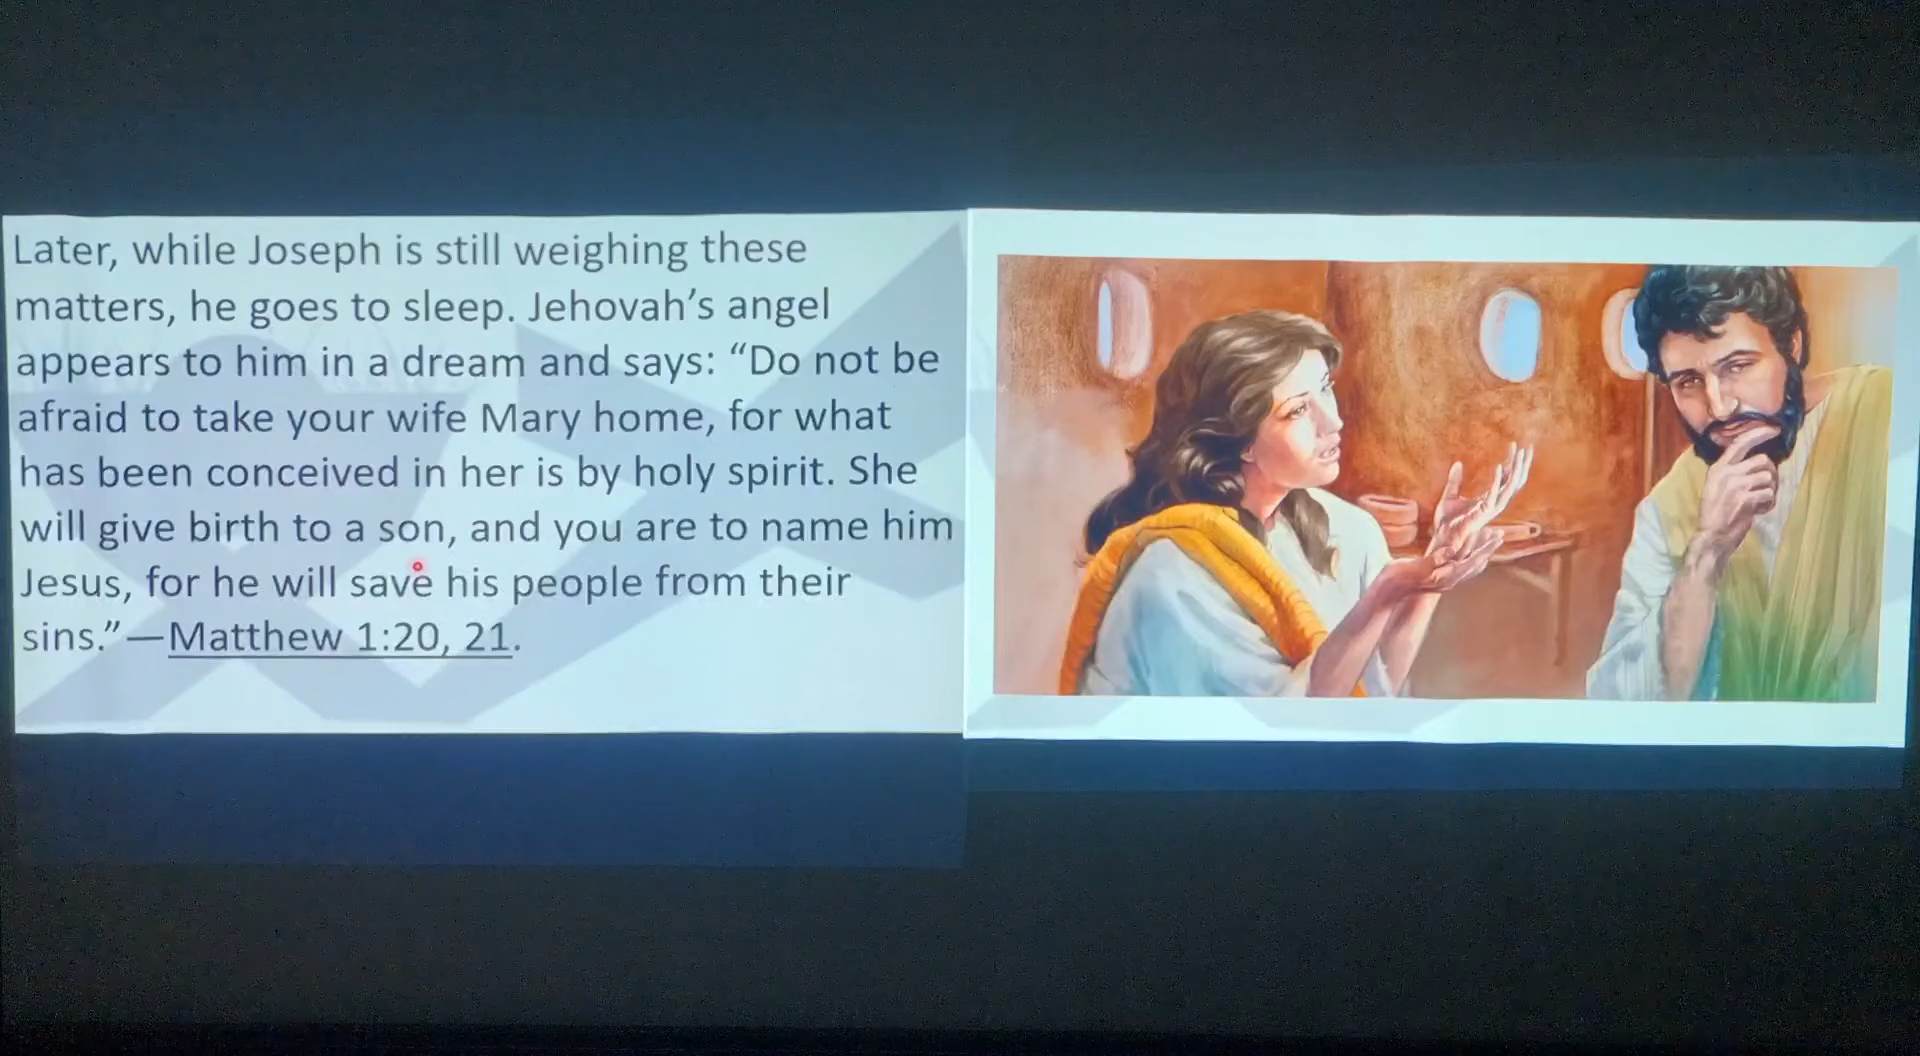 Later, while Joseph is still weighing these
matters, he goes to sleep. Jehovah’s angel
appears to him in a dream and says: “Do not be
afraid to take your wife Mary home, for what
has been conceived in her is by holy spirit. She
will give birth to a son, and you are to name him
Jesus, for he will save his people from their
sins.”—Matthew 1:20, 21.